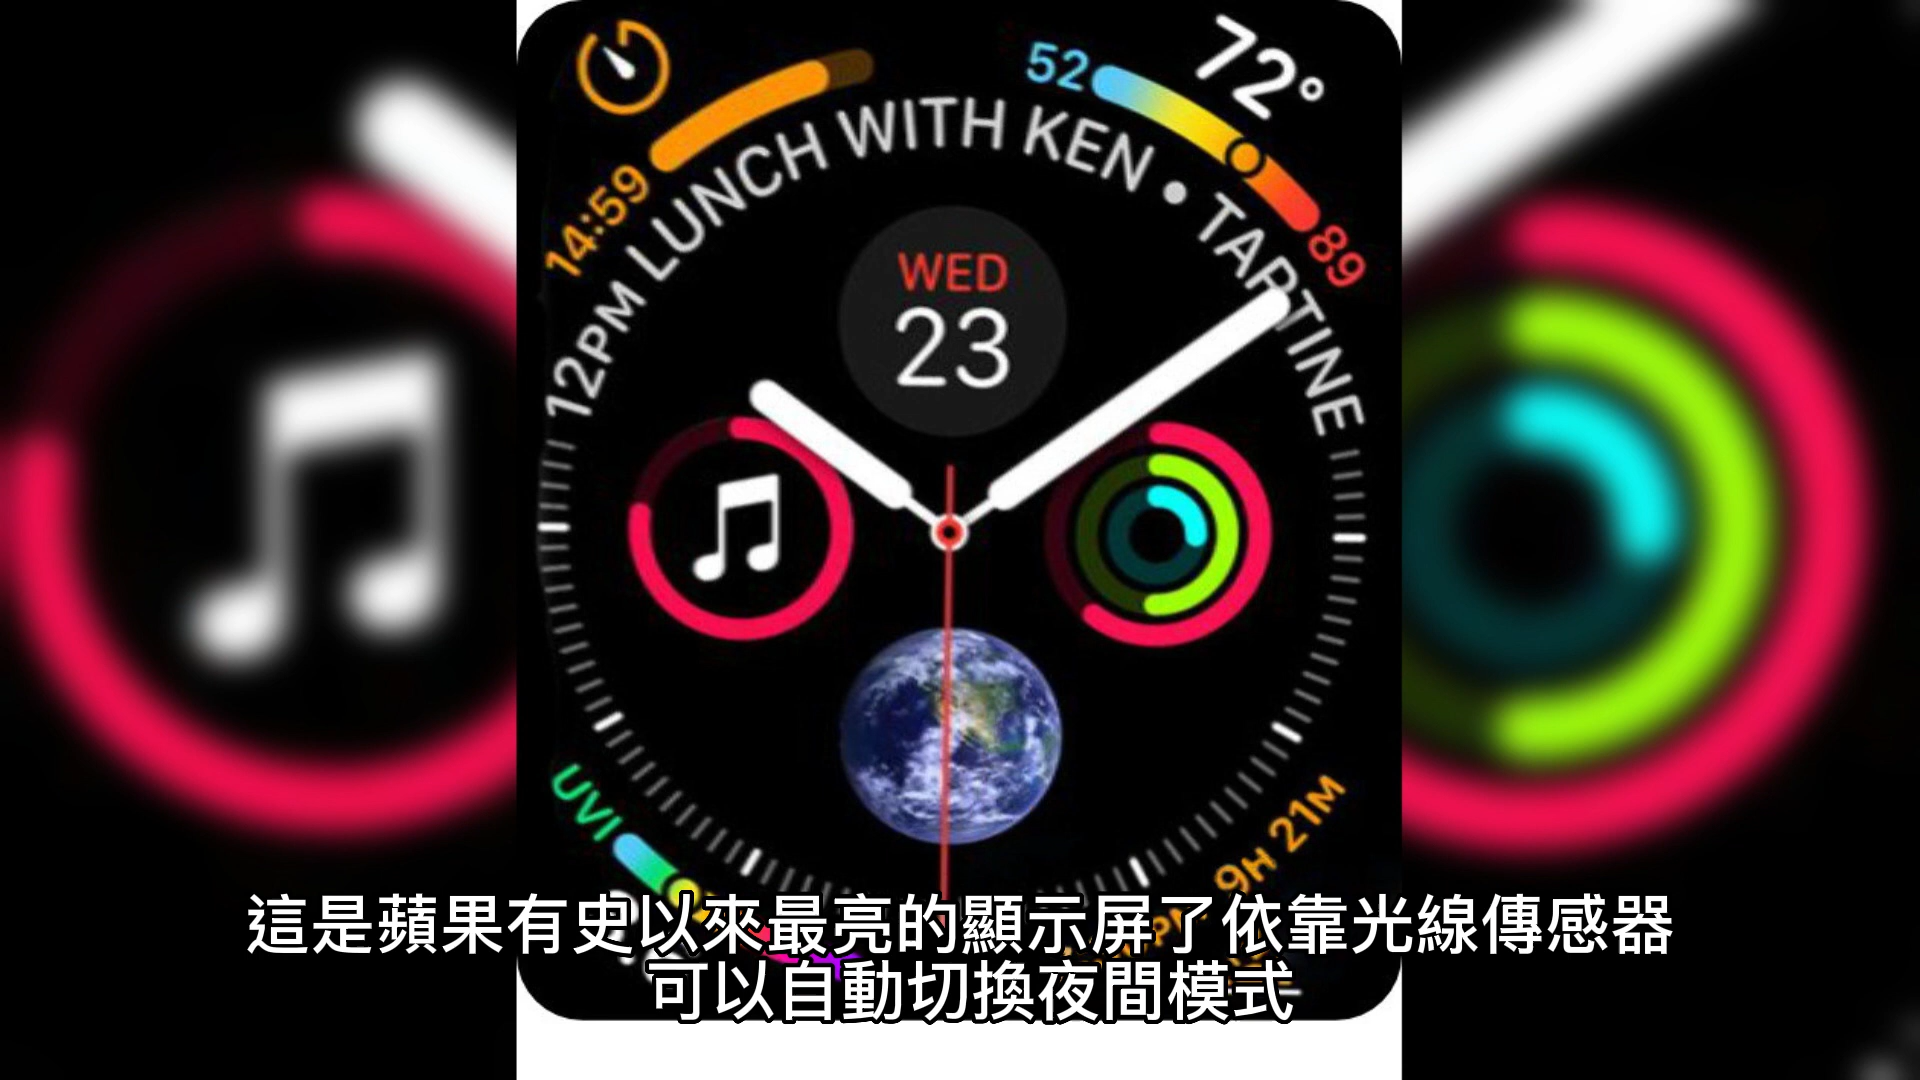 72°
52
89
14:59
12PM LUNCH WITH KEN • TARTINE
WED
23
UVI
9H 21M
這是蘋果有史以來最亮的顯示屏了依靠光線傳感器
可以自動切換夜間模式